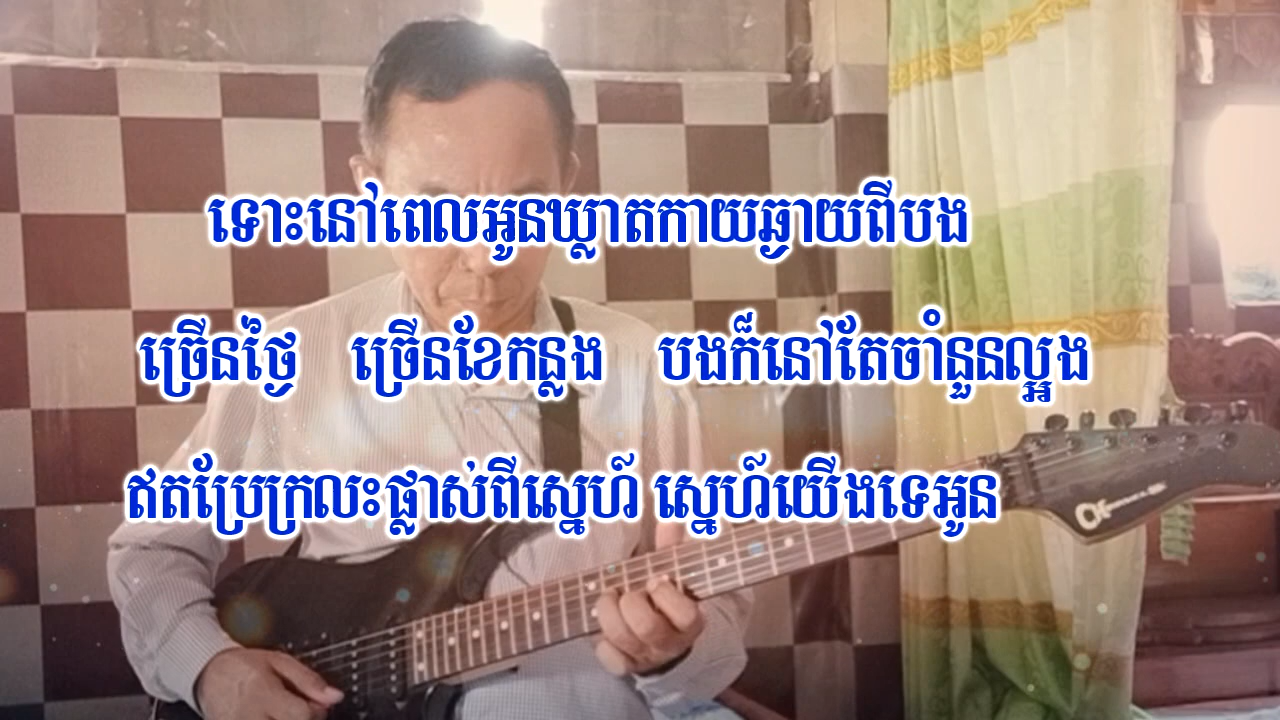 ទោះនៅពេលអូនឃ្លាតកាយឆ្ងាយពីបង
ច្រើនថ្ងៃ ច្រើនខែកន្លង បងក៏នៅតែចាំនួនល្អង
ឥតប្រែក្រលះផ្លាស់ពីស្នេហ៍ ស្នេហ៍យើងទេអូន